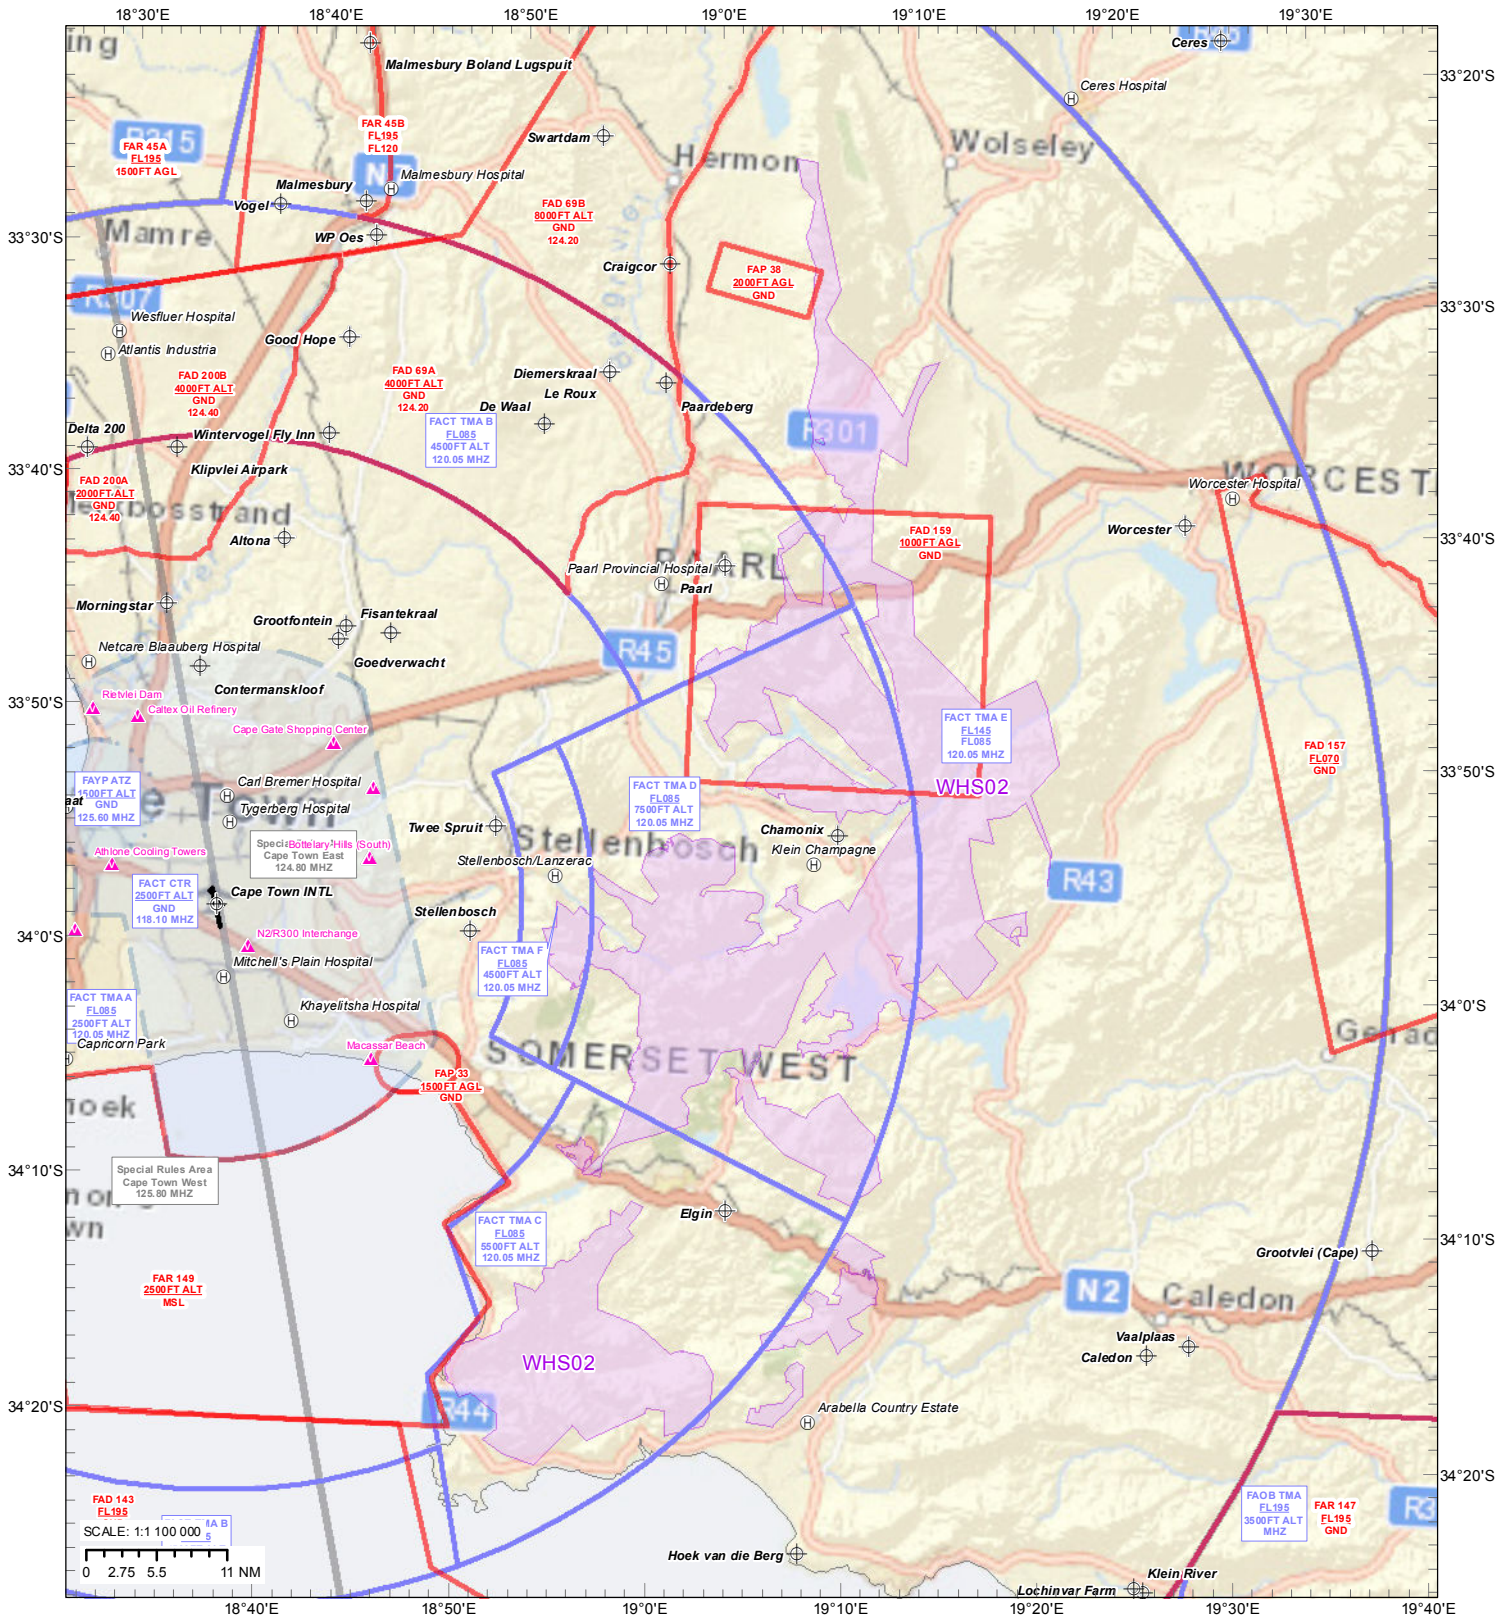 18°30'E
18°40'E
18°50'E
19°0'E
19°10'E
19°20'E
19°30'E
ing
Malmesbury Boland Lugspuit
Ceres
33°20'S
Ceres Hospital
FAR 45A
FL195
1500FT AGL
FAR 45B
FL195
FL120
Swartdam
Hermon
Wolseley
Malmesbury
Malmesbury Hospital
Vogel
WP Oes
33°30'S
Mamre
FAD 69B
8000FT ALT
GND
124.20
Craigcor
FAP 38
2000FT AGL
GND
33°30'S
R307
Wesfluer Hospital
Atlantis Industria
Good Hope
FAD 200B
4000FT ALT
GND
124.40
FAD 69A
4000FT ALT
GND
124.20
Diemerskraal
Le Roux
De Waal
Paardeberg
FACT TMA B
FL085
4500FT ALT
120.05 MHZ
R301
Delta 200
Wintervogel Fly Inn
33°40'S
Klipvlei Airpark
FAD 200A
2000FT ALT
GND
124.40
WORCEST
Worcester Hospital
Worcester
33°40'S
Altona
FAD 159
1000FT AGL
GND
PAARL
Paarl Provincial Hospital
Paarl
Morningstar
Grootfontein
Fisantekraal
Goedverwacht
Netcare Blaauberg Hospital
R45
Contermanskloof
33°50'S
Rietvlei Dam
Caltex Oil Refinery
Cape Gate Shopping Center
FACT TMA E
FL145
FL085
120.05 MHZ
FAD 157
FL070
GND
33°50'S
FAYP ATZ
1500FT ALT
GND
125.60 MHZ
aat
e Town
Carl Bremer Hospital
Tygerberg Hospital
FACT TMA D
FL085
7500FT ALT
120.05 MHZ
WHS02
Twee Spruit
Stellenbosch
Chamonix
Klein Champagne
Bottelary Hills (South)
Cape Town East
124.80 MHZ
Athlone Cooling Towers
Stellenbosch/Lanzerac
R43
FACT CTR
2500FT ALT
GND
118.10 MHZ
Cape Town INTL
Stellenbosch
34°0'S
N2/R300 Interchange
Mitchell's Plain Hospital
FACT TMA F
FL085
4500FT ALT
120.05 MHZ
FACT TMA A
FL085
2500FT ALT
120.05 MHZ
Khayelitsha Hospital
34°0'S
Capricorn Park
Macassar Beach
SOMERSET WEST
FAP 33
1500FT AGL
GND
hoek
34°10'S
Special Rules Area
Cape Town West
125.80 MHZ
wn
Elgin
FACT TMA C
FL085
5500FT ALT
120.05 MHZ
Grootvlei (Cape)
34°10'S
FAR 149
2500FT ALT
MSL
N2
Caledon
Vaalplaas
Caledon
WHS02
34°20'S
R44
Arabella Country Estate
34°20'S
FAD 143
FL195
FAOB TMA
FL195
3500FT ALT
MHZ
FAR 147
FL195
GND
R3
SCALE: 1:1 100 000
0 2.75 5.5 11 NM
Hoek van die Berg
Klein River
Lochinvar Farm
18°40'E
18°50'E
19°0'E
19°10'E
19°20'E
19°30'E
19°40'E